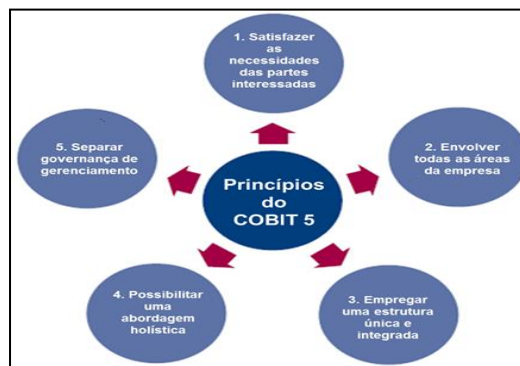 1. Satisfazer
as
necessidades
das partes
interessadas
5. Separar
governança de
gerenciamento
2. Envolver
todas as áreas
da empresa
Princípios
do
COBIT 5
4. Possibilitar
uma
abordagem
holística
3. Empregar
uma estrutura
única e
integrada